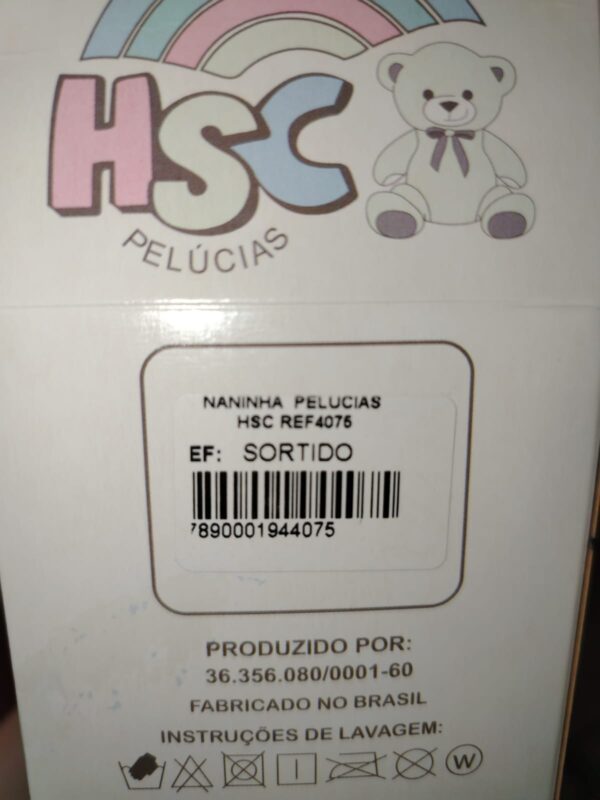 HSC
PELÚCIAS
NANINHA PELUCIAS
HSC REF4075
EF: SORTIDO
7890001944075
PRODUZIDO POR:
36.356.080/0001-60
FABRICADO NO BRASIL
INSTRUÇÕES DE LAVAGEM:
W